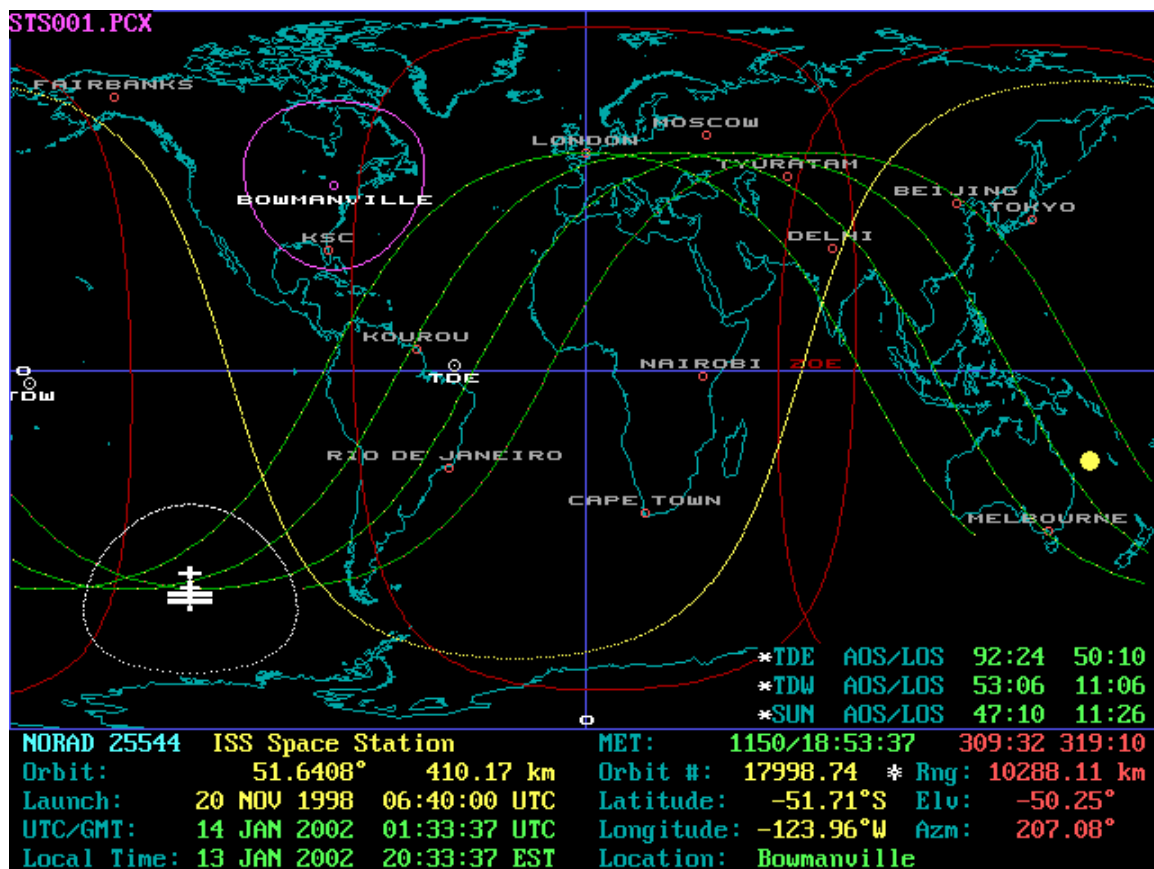 STS001.PCX
FAIRBANKS
MOSCOW
LONDON
TYURATAM
BEIJING
BOWMANVILLE
TOKYO
KSC
DELHI
KOUROU
NAIROBI
ZOE
TDE
TDW
RIO DE JANEIRO
CAPE TOWN
MELBOURNE
*TDE AOS/LOS 92:24 50:10
*TDW AOS/LOS 53:06 11:06
*SUN AOS/LOS 47:10 11:26
NORAD 25544 ISS Space Station MET: 1150/18:53:37 309:32 319:10
Orbit: 51.6408° 410.17 km Orbit #: 17998.74 Rng: 10288.11 km
Launch: 20 NOV 1998 06:40:00 UTC Latitude: -51.71°S Elv: -50.25°
UTC/GMT: 14 JAN 2002 01:33:37 UTC Longitude: -123.96°W Azm: 207.08°
Local Time: 13 JAN 2002 20:33:37 EST Location: Bowmanville